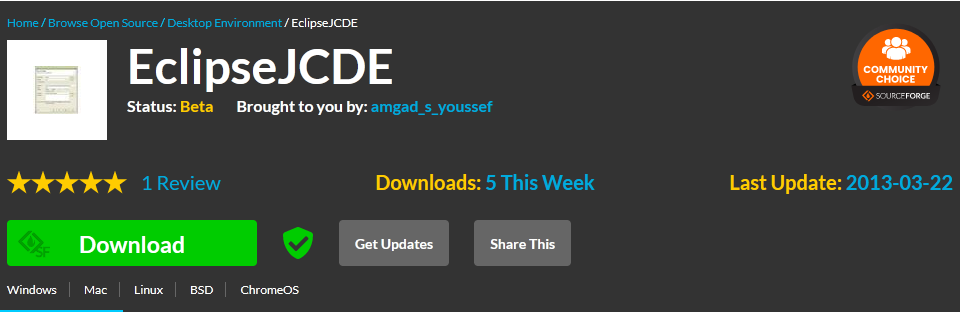 Home / Browse Open Source / Desktop Environment / EclipseJCDE
EclipseJCDE
Status: Beta Brought to you by: amgad_s_youssef
COMMUNITY
CHOICE
SOURCEFORGE
1 Review Downloads: 5 This Week Last Update: 2013-03-22
SF Download Get Updates Share This
Windows Mac Linux BSD ChromeOS